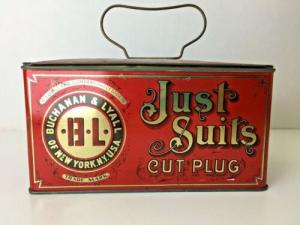 BUCHANAN & LYALL
B-L
OF NEW YORK, N.Y. U.S.A.
TRADE MARK
Just
Suits
CUT PLUG